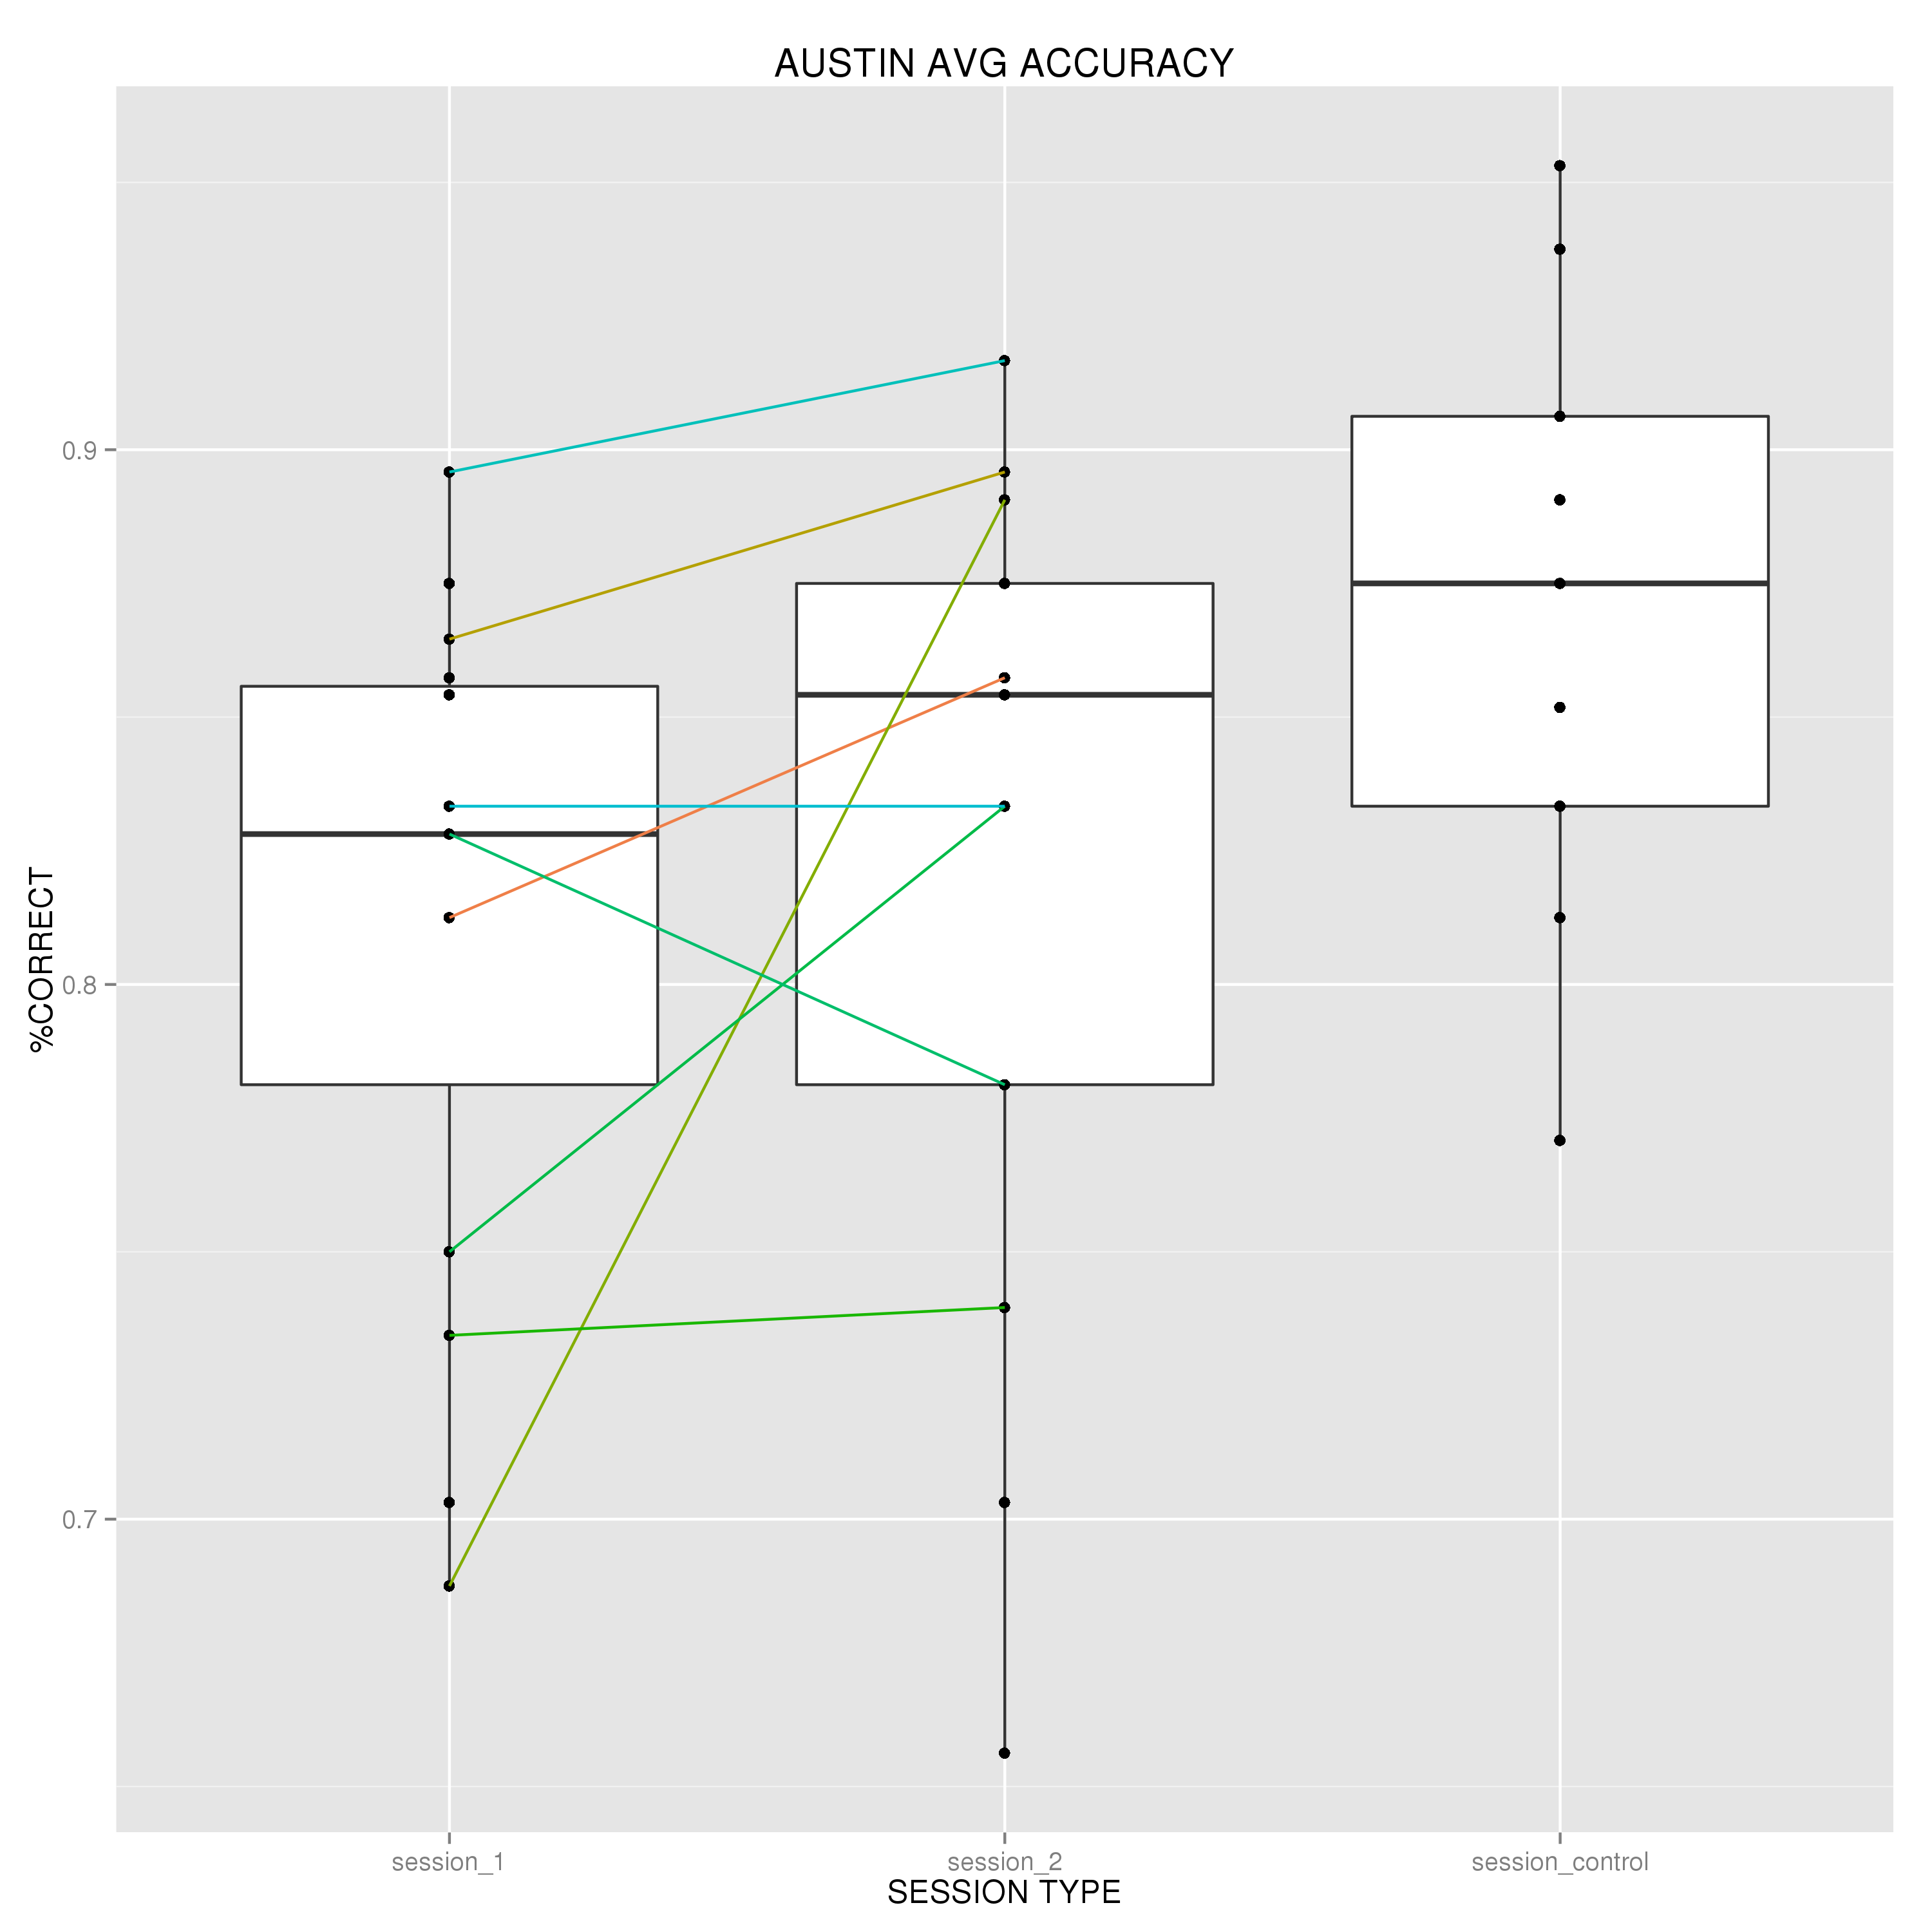 AUSTIN AVG ACCURACY
%CORRECT
0.9
0.8
0.7
session_1
session_2
session_control
SESSION TYPE